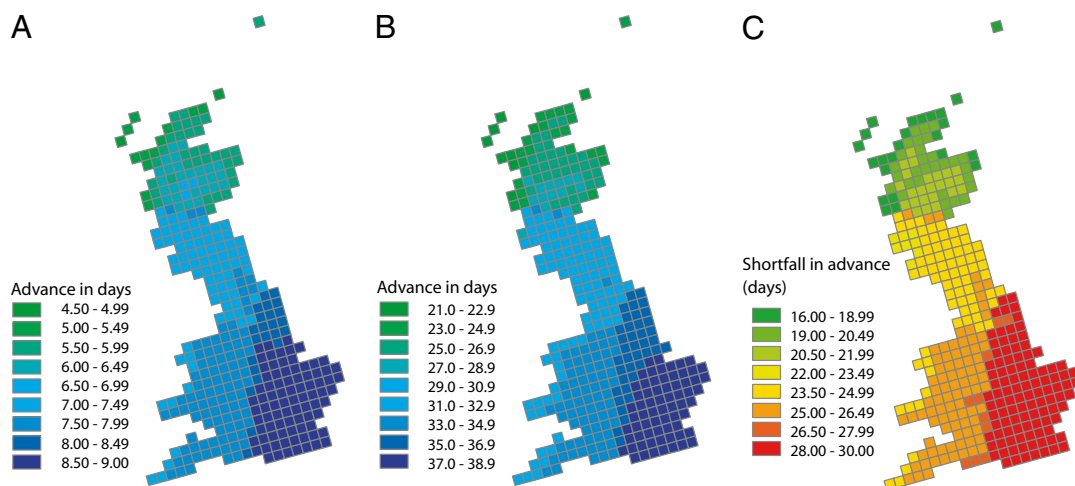 A
B
C
Advance in days
4.50 - 4.99
5.00 - 5.49
5.50 - 5.99
6.00 - 6.49
6.50 - 6.99
7.00 - 7.49
7.50 - 7.99
8.00 - 8.49
8.50 - 9.00
Advance in days
21.0 - 22.9
23.0 - 24.9
25.0 - 26.9
27.0 - 28.9
29.0 - 30.9
31.0 - 32.9
33.0 - 34.9
35.0 - 36.9
37.0 - 38.9
Shortfall in advance
(days)
16.00 - 18.99
19.00 - 20.49
20.50 - 21.99
22.00 - 23.49
23.50 - 24.99
25.00 - 26.49
26.50 - 27.99
28.00 - 30.00